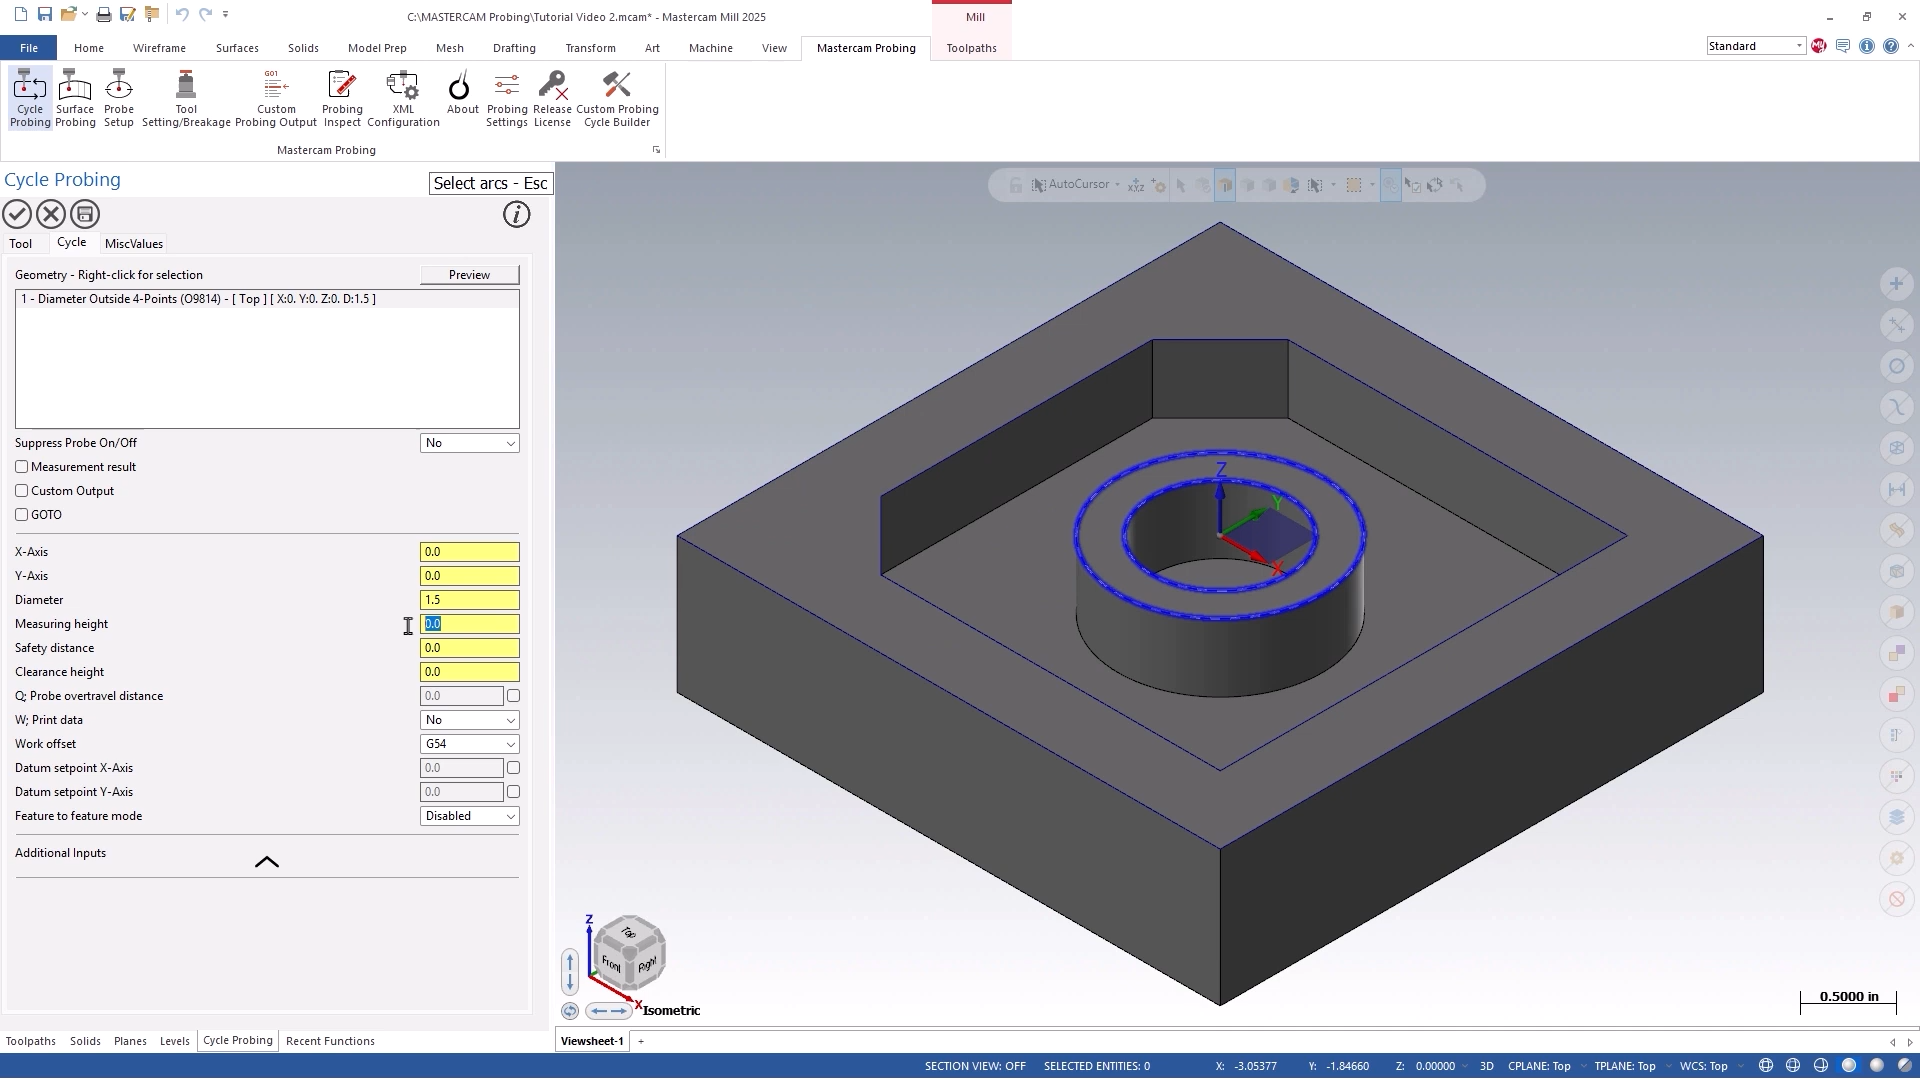 C:\MASTERCAM Probing\Tutorial Video 2.mcam* - Mastercam Mill 2025
Mill
File Home Wireframe Surfaces Solids Model Prep Mesh Drafting Transform Art Machine View Mastercam Probing Toolpaths
Standard
Cycle Probing
Surface Probing
Probe Setup
Tool Setting/Breakage
G01
Custom Probing Output
Probing Inspect
XML Configuration
About
Probing Settings
Release License
Custom Probing Cycle Builder
Mastercam Probing
Cycle Probing
Select arcs - Esc
Tool Cycle MiscValues
Geometry - Right-click for selection Preview
1 - Diameter Outside 4-Points (O9814) - [ Top ] [ X:0. Y:0. Z:0. D:1.5 ]
Suppress Probe On/Off No
Measurement result
Custom Output
GOTO
X-Axis 0.0
Y-Axis 0.0
Diameter 1.5
Measuring height 0.0
Safety distance 0.0
Clearance height 0.0
Q; Probe overtravel distance 0.0
W; Print data No
Work offset G54
Datum setpoint X-Axis 0.0
Datum setpoint Y-Axis 0.0
Feature to feature mode Disabled
Additional Inputs
AutoCursor
Z
Y
X
Z
Top
Front
Right
X
Isometric
0.5000 in
Toolpaths Solids Planes Levels Cycle Probing Recent Functions
Viewsheet-1 +
SECTION VIEW: OFF SELECTED ENTITIES: 0 X: -3.05377 Y: -1.84660 Z: 0.00000 3D CPLANE: Top TPLANE: Top WCS: Top